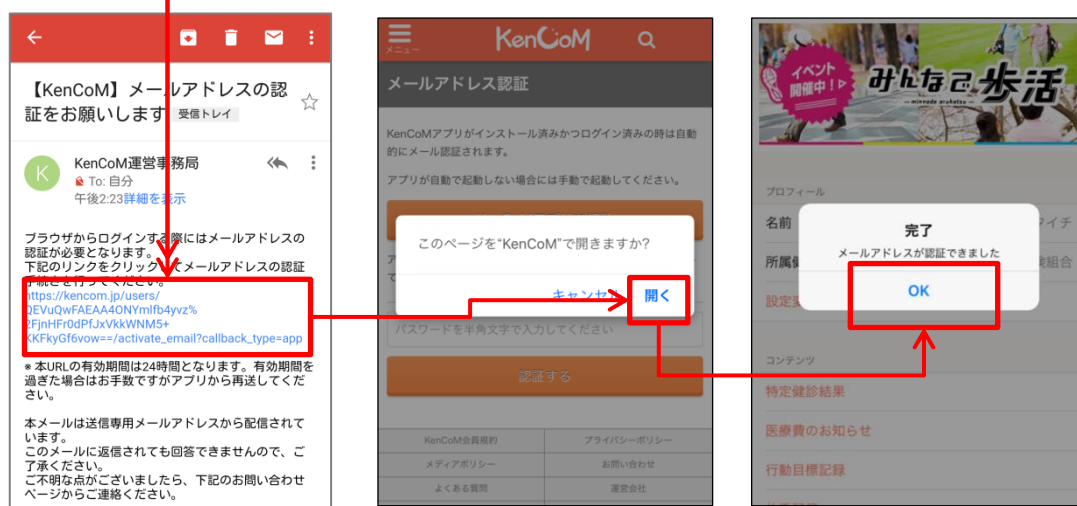 【KenCoM】メールアドレスの認
証をお願いします 受信トレイ
K
KenCoM運営事務局
To: 自分
午後2:23詳細を表示
ブラウザからログインする際にはメールアドレスの
認証が必要となります。
下記のリンクをクリックしてメールアドレスの認証
手続きを行ってください。
https://kencom.jp/users/
QEVuQwFAEAA4ONYmlfb4yvz%
2FjnHFr0dPfJxVkkWNM5+
KKFkyGf6vow==/activate_email?callback_type=app
* 本URLの有効期間は24時間となります。有効期間を
過ぎた場合はお手数ですがアプリから再送してくだ
さい。
本メールは送信専用メールアドレスから配信されて
います。
このメールに返信されても回答できませんので、ご
了承ください。
ご不明な点がございましたら、下記のお問い合わせ
ページからご連絡ください。
メニュー
KenCoM
メールアドレス認証
KenCoMアプリがインストール済みかつログイン済みの時は自動
的にメール認証されます。
アプリが自動で起動しない場合には手動で起動してください。
このページを"KenCoM"で開きますか?
キャンセル 開く
パスワードを半角文字で入力してください
認証する
KenCoM会員規約 プライバシーポリシー
メディアポリシー お問い合わせ
よくある質問 運営会社
イベント
開催中!
みんなで歩活
minnade arukatsu
プロフィール
名前
イチ
所属
組合
完了
メールアドレスが認証できました
OK
設定
コンテンツ
特定健診結果
医療費のお知らせ
行動目標記録